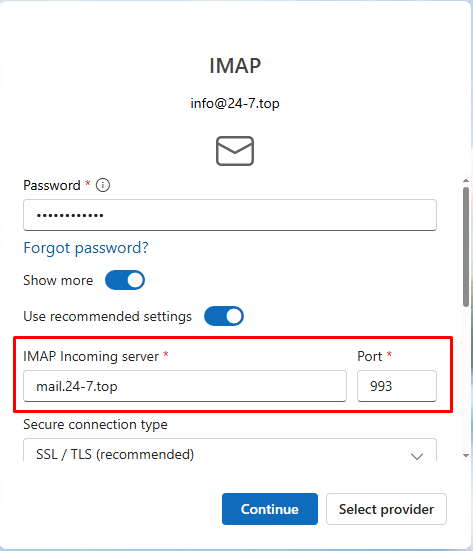 IMAP
info@24-7.top
Password *
••••••••••••
Forgot password?
Show more
Use recommended settings
IMAP Incoming server * Port *
mail.24-7.top 993
Secure connection type
SSL / TLS (recommended)
Continue Select provider